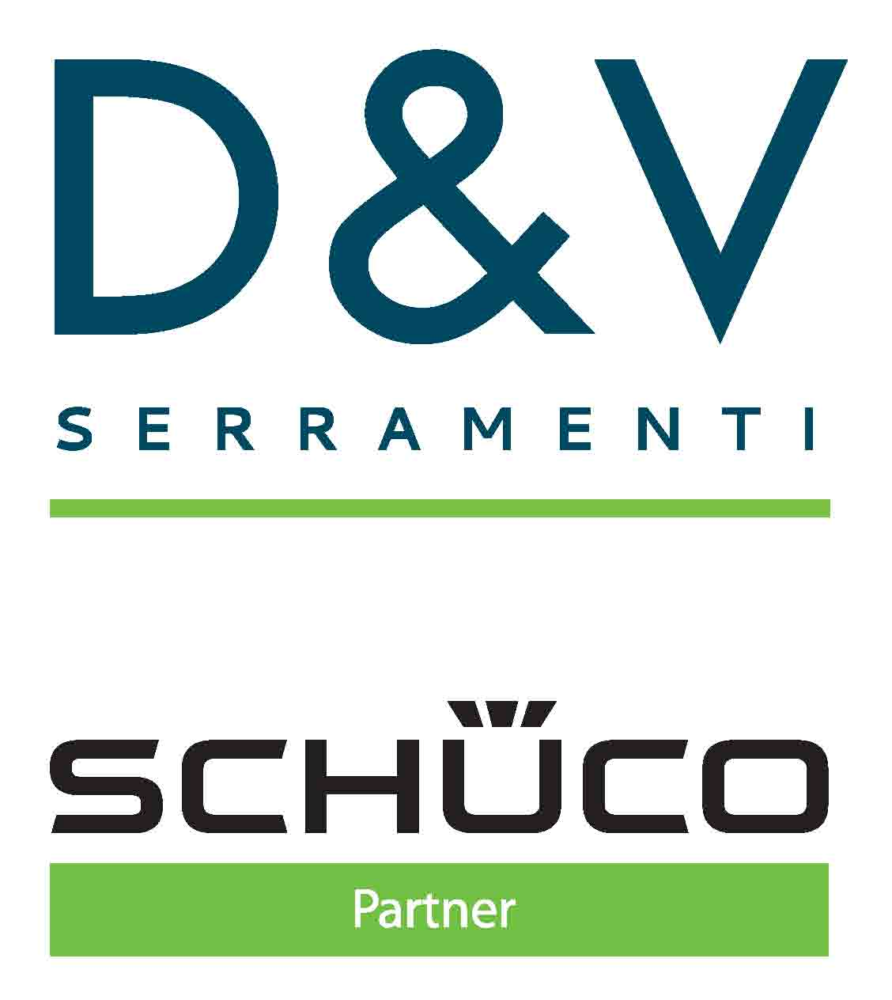 D&V
SERRAMENTI
SCHÜCO
Partner